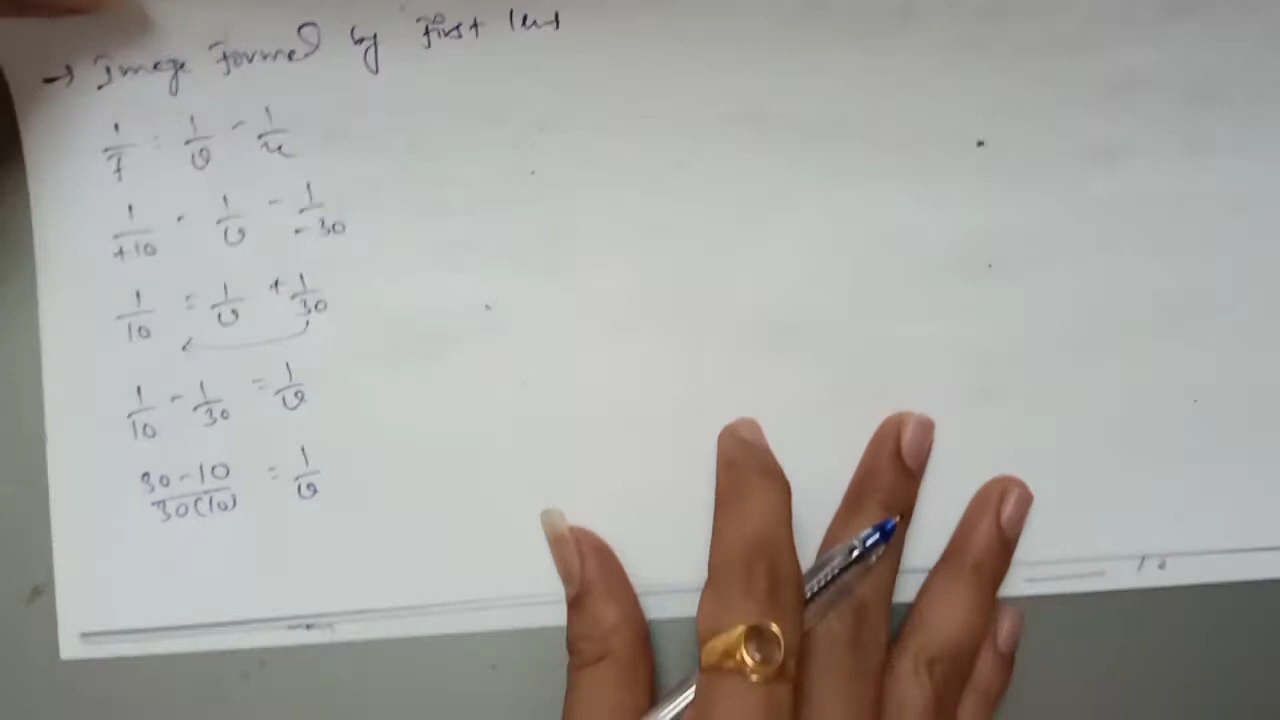 → Image Formed by First lens
1/f = 1/v - 1/u
1/+10 = 1/v - 1/-30
1/10 = 1/v + 1/30
1/10 - 1/30 = 1/v
30-10/30(10) = 1/v